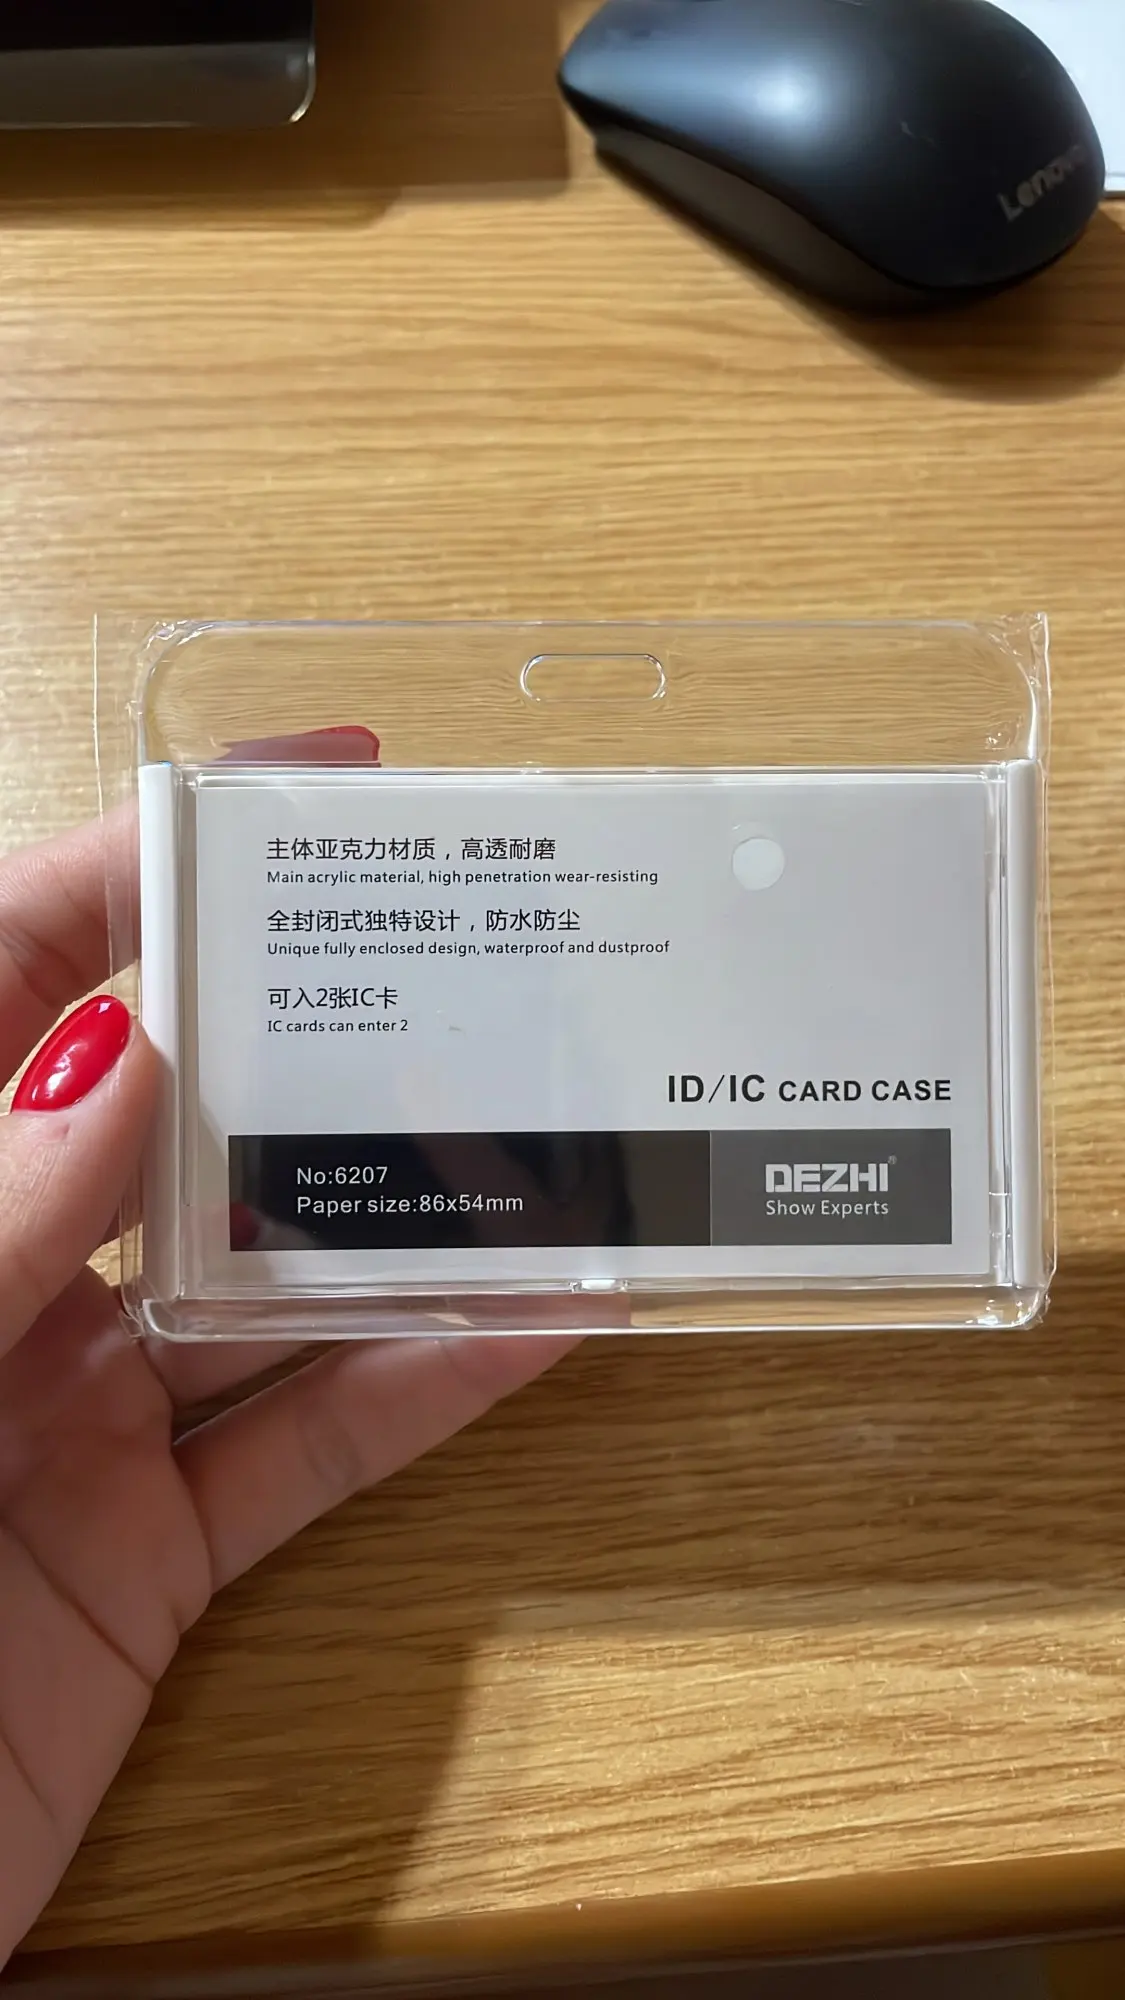 Lenovo
主体亚克力材质，高透耐磨
Main acrylic material, high penetration wear-resisting
全封闭式独特设计，防水防尘
Unique fully enclosed design, waterproof and dustproof
可入2张IC卡
IC cards can enter 2
ID/IC CARD CASE
No:6207
Paper size:86x54mm
DEZHI®
Show Experts